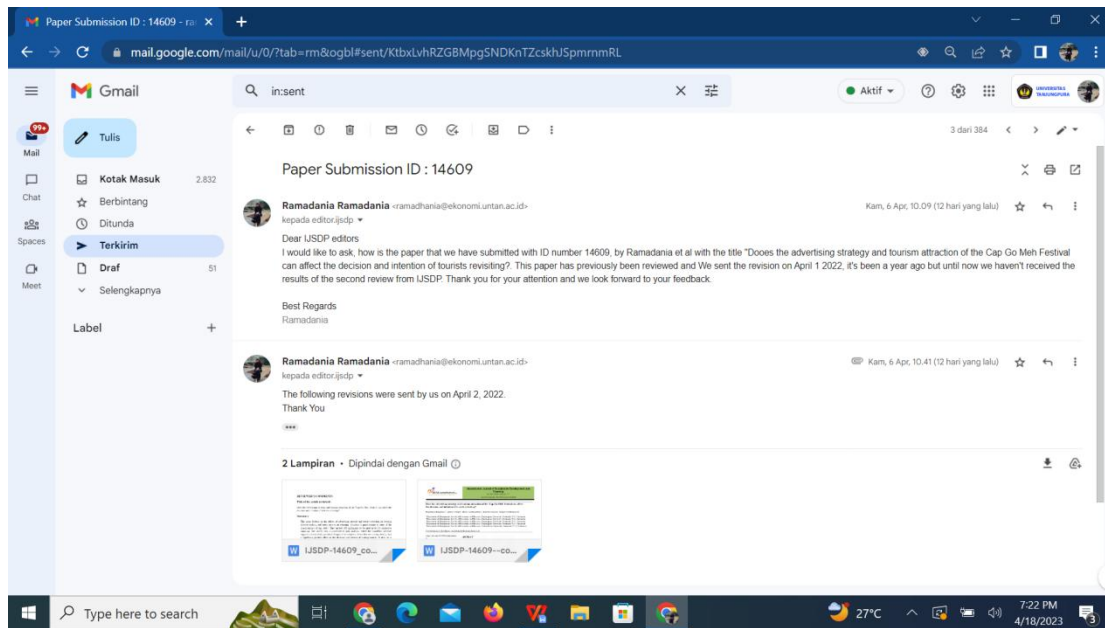 Paper Submission ID : 14609 - ra
mail.google.com/mail/u/0/?tab=rm&ogbl#sent/KtbxLvhRZGBMpgSNDKnTZcskhJSpmrnmRL
Gmail
in:sent
Aktif
UNIVERSITAS
TANJUNGPURA
99+
Mail
Chat
Spaces
Meet
Tulis
Kotak Masuk 2.832
Berbintang
Ditunda
Terkirim
Draf 51
Selengkapnya
Label
3 dari 384
Paper Submission ID : 14609
Ramadania Ramadania <ramadhania@ekonomi.untan.ac.id> Kam, 6 Apr, 10.09 (12 hari yang lalu)
kepada editor.ijsdp
Dear IJSDP editors
I would like to ask, how is the paper that we have submitted with ID number 14609, by Ramadania et al with the title "Dooes the advertising strategy and tourism attraction of the Cap Go Meh Festival
can affect the decision and intention of tourists revisiting?. This paper has previously been reviewed and We sent the revision on April 1 2022, it's been a year ago but until now we haven't received the
results of the second review from IJSDP. Thank you for your attention and we look forward to your feedback.
Best Regards
Ramadania
Ramadania Ramadania <ramadhania@ekonomi.untan.ac.id> Kam, 6 Apr, 10.41 (12 hari yang lalu)
kepada editor.ijsdp
The following revisions were sent by us on April 2, 2022.
Thank You
2 Lampiran • Dipindai dengan Gmail
W IJSDP-14609_co...
W IJSDP-14609--co...
Type here to search
27°C
7:22 PM
4/18/2023
3